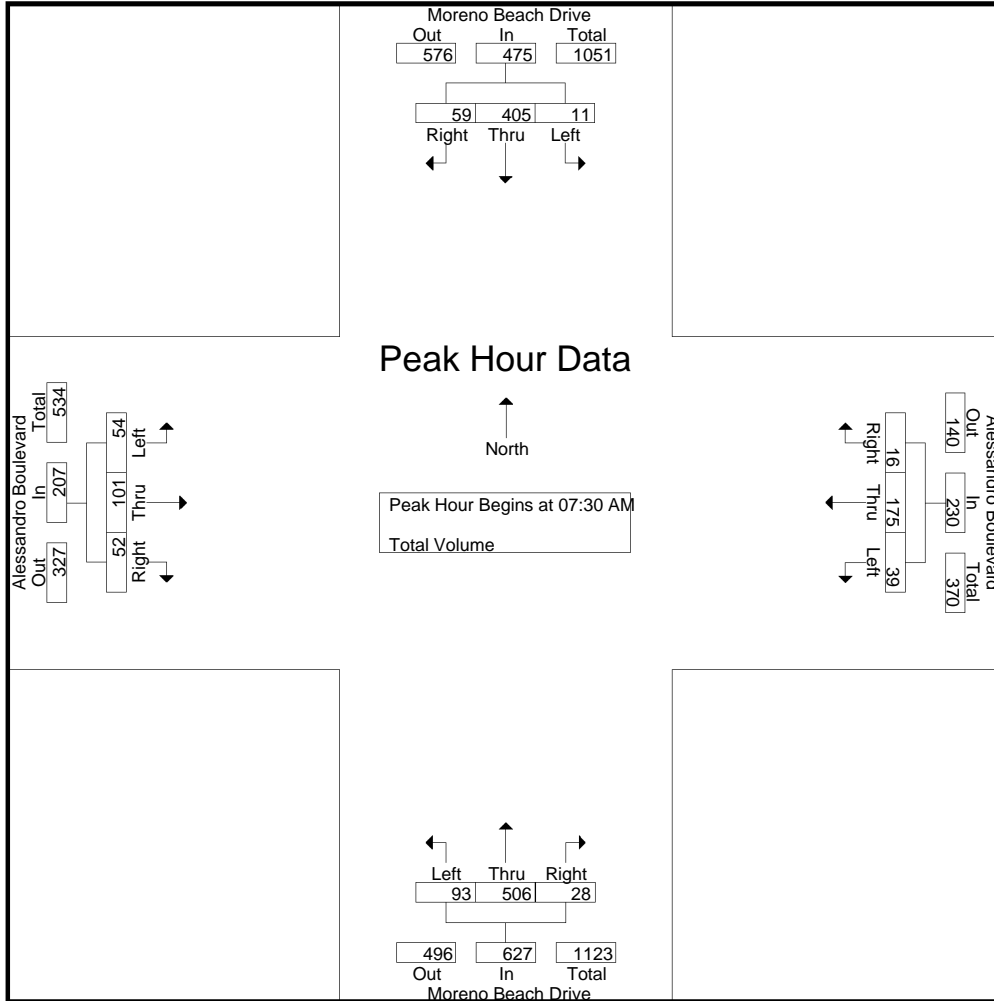 Moreno Beach Drive
Out In Total
576 475 1051
59 405 11
Right Thru Left
Peak Hour Data
North
Peak Hour Begins at 07:30 AM
Total Volume
Alessandro Boulevard
Out In Total
327 207 534
52 101 54
Right Thru Left
Alessandro Boulevard
Out In Total
140 230 370
16 175 39
Right Thru Left
Left Thru Right
93 506 28
496 627 1123
Out In Total
Moreno Beach Drive